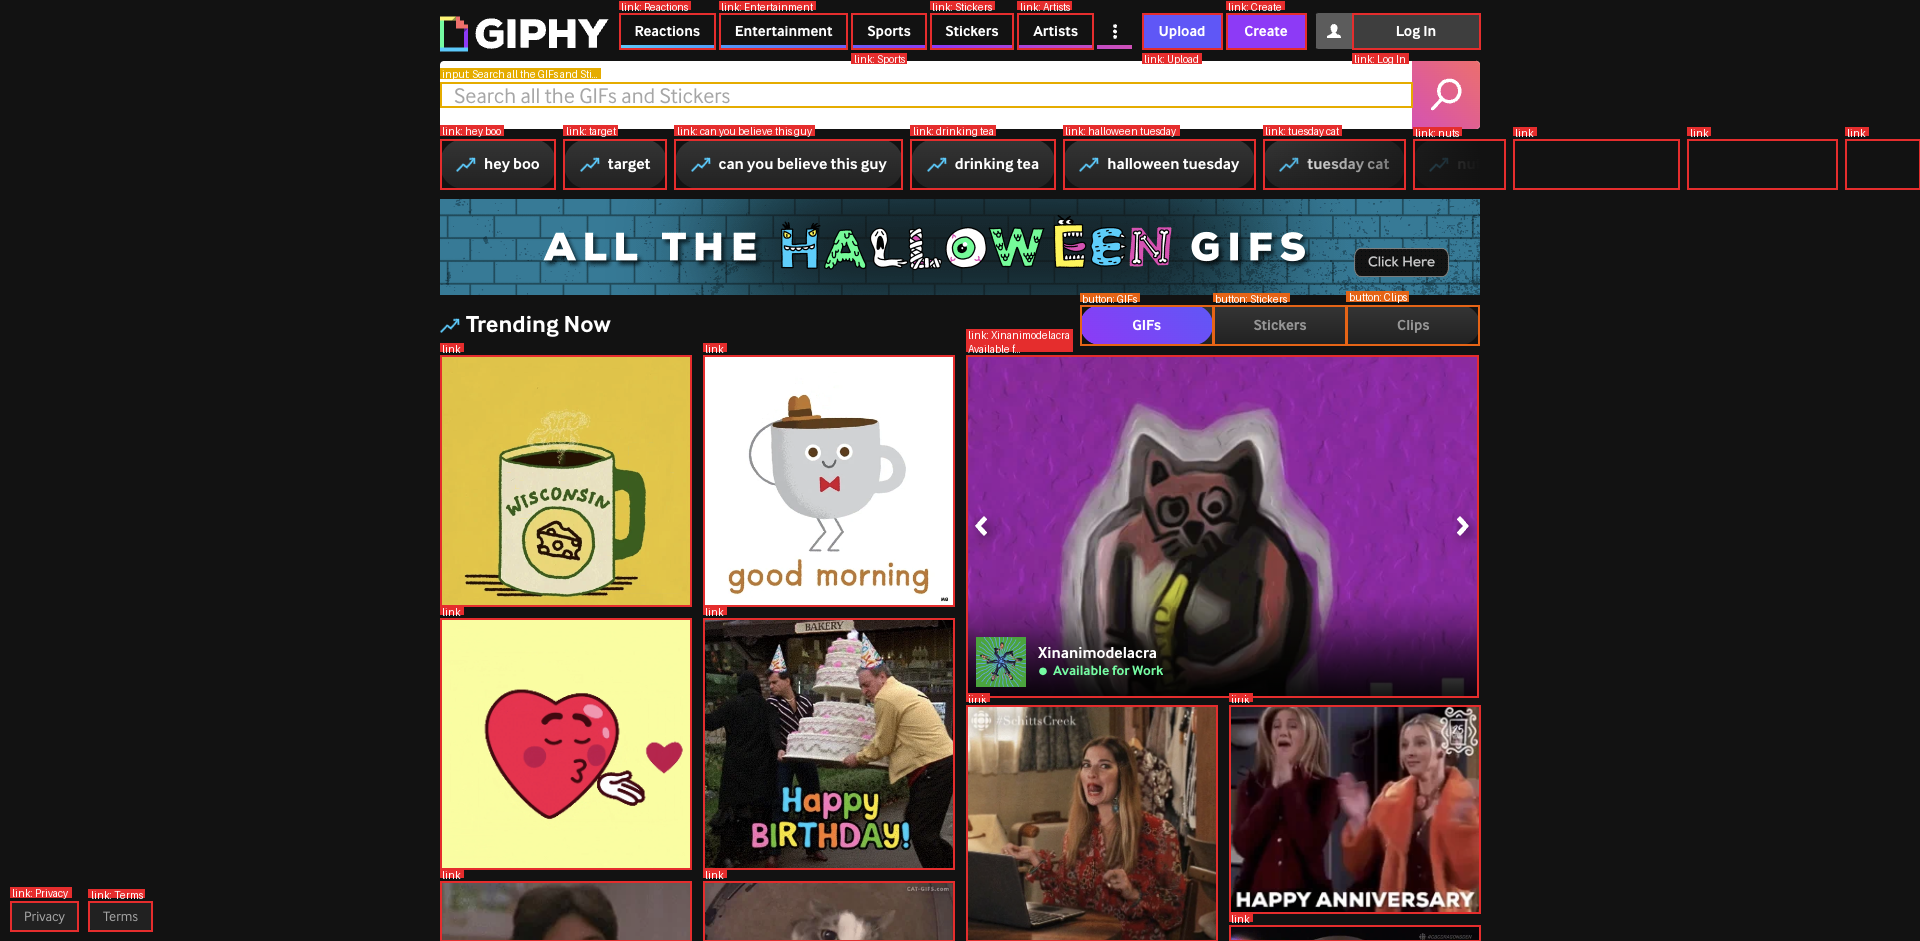 link: Reactions
link: Entertainment
link: Stickers
link: Artists
link: Create
GIPHY
Reactions
Entertainment
Sports
Stickers
Artists
Upload
Create
Log In
link: Sports
link: Upload
link: Log In
input: Search all the GIFs and Sti...
Search all the GIFs and Stickers
link: hey boo
link: target
link: can you believe this guy
link: drinking tea
link: halloween tuesday
link: tuesday cat
link: nuts
link
link
link
hey boo
target
can you believe this guy
drinking tea
halloween tuesday
tuesday cat
ALL THE HALLOWEEN GIFS
Click Here
button: GIFs
button: Stickers
button: Clips
Trending Now
GIFs
Stickers
Clips
link
link
link: Xinanimodelacra
Available f...
WISCONSIN
good morning
link
link
BAKERY
Happy
BIRTHDAY!
Xinanimodelacra
Available for Work
link
link
#SchittsCreek
25
HAPPY ANNIVERSARY
link
link
link
CAT-GIFS.com
link: Privacy
link: Terms
Privacy
Terms